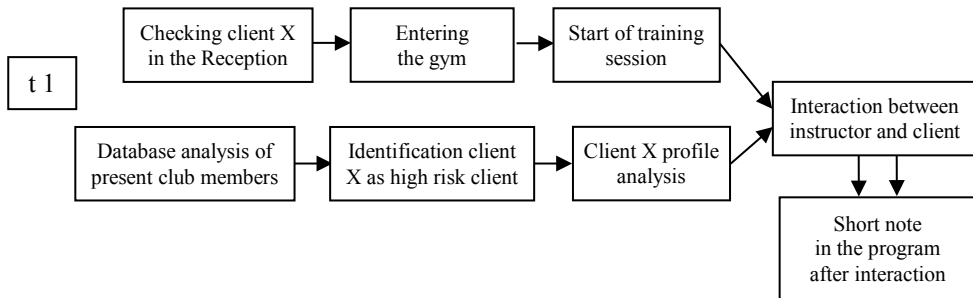 Checking client X
in the Reception
Entering
the gym
Start of training
session
t 1
Interaction between
instructor and client
Database analysis of
present club members
Identification client
X as high risk client
Client X profile
analysis
Short note
in the program
after interaction